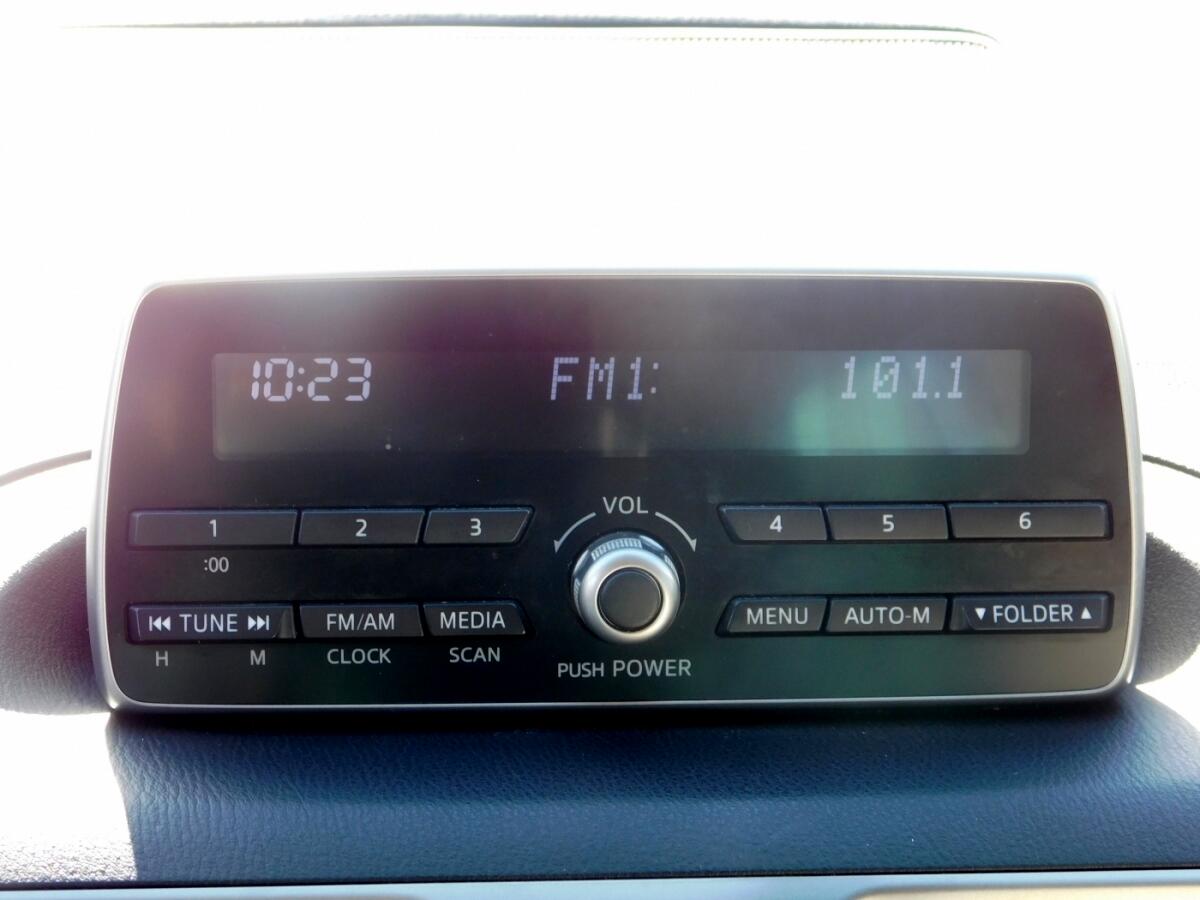 10:23 FM1: 101.1
VOL
1 2 3 4 5 6
:00
⏮ TUNE ⏭ FM/AM MEDIA MENU AUTO-M ▼ FOLDER ▲
H M CLOCK SCAN PUSH POWER